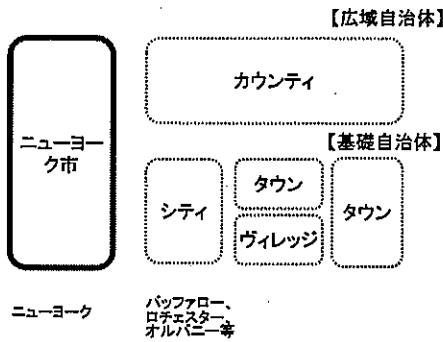 【広域自治体】
カウンティ
ニューヨー
ク市
【基礎自治体】
シティ
タウン
ヴィレッジ
タウン
ニューヨーク
バッファロー、
ロチェスター、
オルバニー等